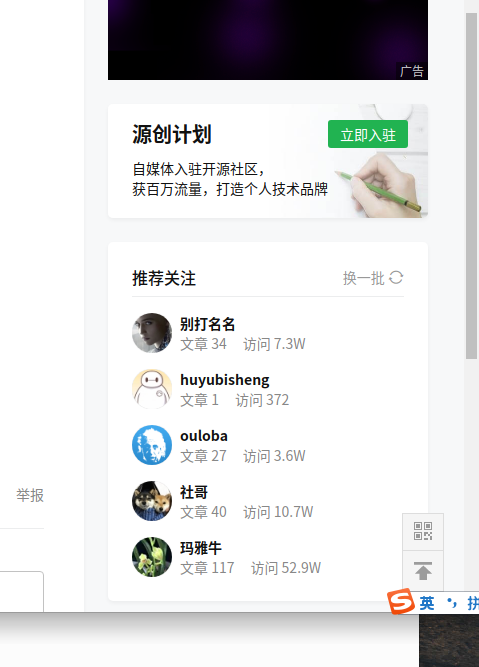 广告
源创计划
立即入驻
自媒体入驻开源社区，
获百万流量，打造个人技术品牌
推荐关注
换一批
别打名名
文章 34 访问 7.3W
huyubisheng
文章 1 访问 372
ouloba
文章 27 访问 3.6W
社哥
文章 40 访问 10.7W
举报
玛雅牛
文章 117 访问 52.9W
S 英 •， 拼